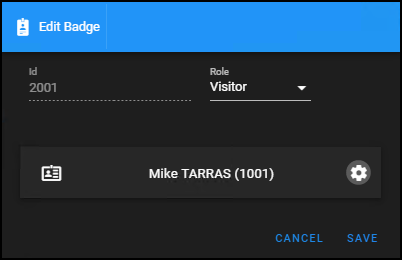 Edit Badge
Id
Role
2001
Visitor
Mike TARRAS (1001)
CANCEL
SAVE